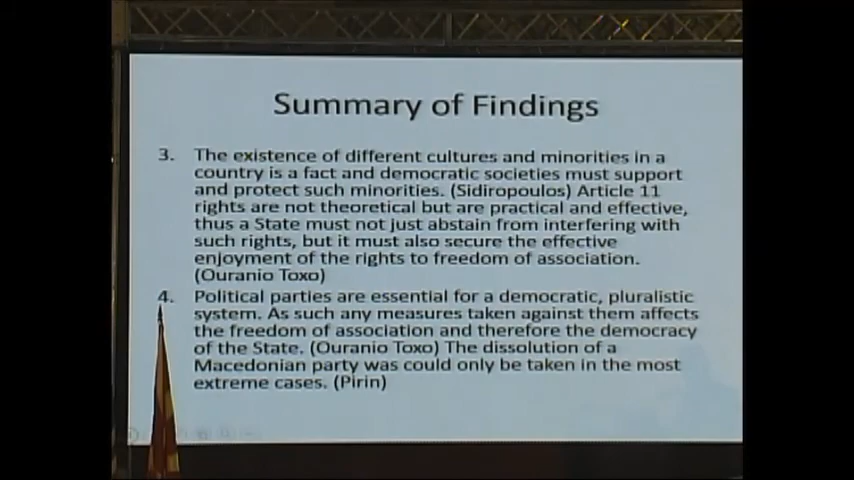 Summary of Findings
3. The existence of different cultures and minorities in a
country is a fact and democratic societies must support
and protect such minorities. (Sidiropoulos) Article 11
rights are not theoretical but are practical and effective,
thus a State must not just abstain from interfering with
such rights, but it must also secure the effective
enjoyment of the rights to freedom of association.
(Ouranio Toxo)
4. Political parties are essential for a democratic, pluralistic
system. As such any measures taken against them affects
the freedom of association and therefore the democracy
of the State. (Ouranio Toxo) The dissolution of a
Macedonian party was could only be taken in the most
extreme cases. (Pirin)